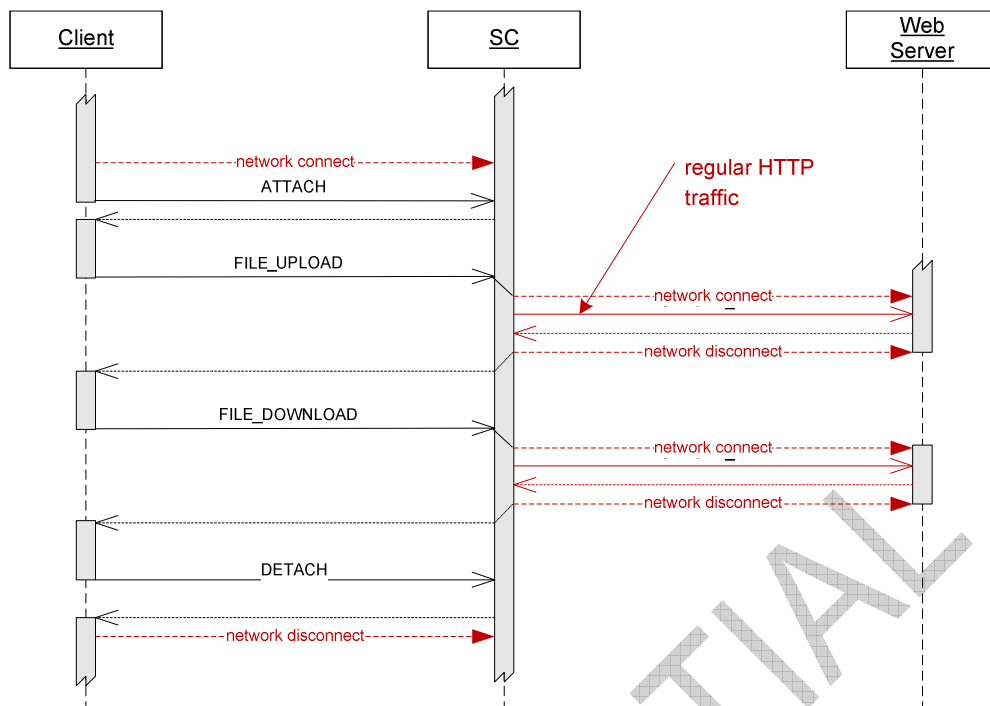 Client
SC
Web
Server
network connect
ATTACH
regular HTTP
traffic
FILE_UPLOAD
network connect
network disconnect
FILE_DOWNLOAD
network connect
network disconnect
DETACH
network disconnect
TIAL